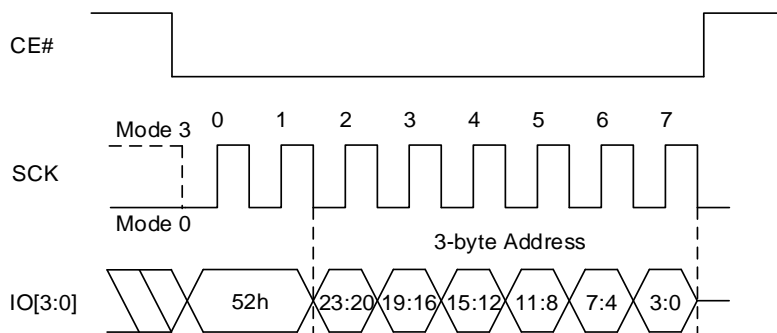 CE#
Mode 3 0 1 2 3 4 5 6 7
SCK
Mode 0
3-byte Address
IO[3:0] 52h 23:20 19:16 15:12 11:8 7:4 3:0